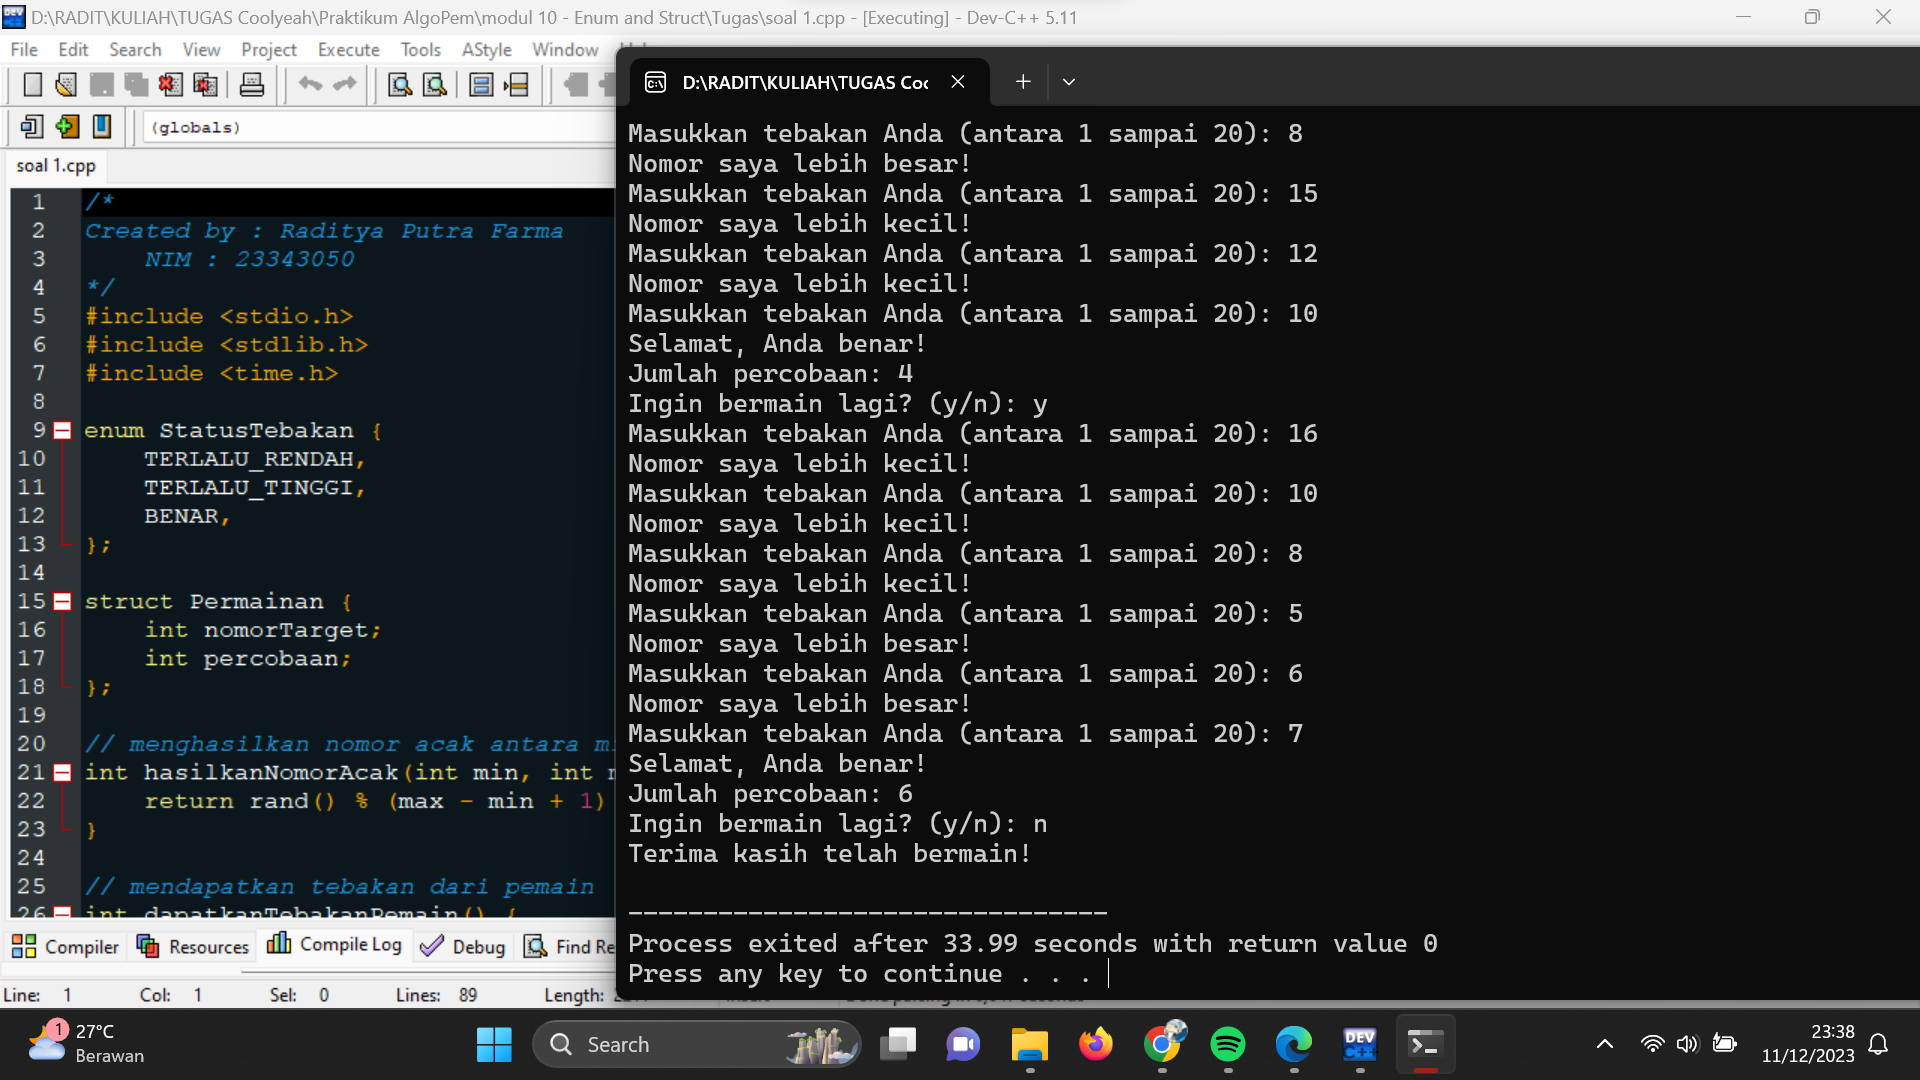 D:\RADIT\KULIAH\TUGAS Coolyeah\Praktikum AlgoPem\modul 10 - Enum and Struct\Tugas\soal 1.cpp - [Executing] - Dev-C++ 5.11
File Edit Search View Project Execute Tools AStyle Window
(globals)
soal 1.cpp
1 /*
2 Created by : Raditya Putra Farma
3 NIM : 23343050
4 */
5 #include <stdio.h>
6 #include <stdlib.h>
7 #include <time.h>
8
9 enum StatusTebakan {
10 TERLALU_RENDAH,
11 TERLALU_TINGGI,
12 BENAR,
13 };
14
15 struct Permainan {
16 int nomorTarget;
17 int percobaan;
18 };
19
20 // menghasilkan nomor acak antara
21 int hasilkanNomorAcak(int min, int
22 return rand() % (max - min + 1)
23 }
24
25 // mendapatkan tebakan dari pemain
26 int dapatkanTebakanPemain() {
Compiler Resources Compile Log Debug Find Re
Line: 1 Col: 1 Sel: 0 Lines: 89 Length:
D:\RADIT\KULIAH\TUGAS Coo
Masukkan tebakan Anda (antara 1 sampai 20): 8
Nomor saya lebih besar!
Masukkan tebakan Anda (antara 1 sampai 20): 15
Nomor saya lebih kecil!
Masukkan tebakan Anda (antara 1 sampai 20): 12
Nomor saya lebih kecil!
Masukkan tebakan Anda (antara 1 sampai 20): 10
Selamat, Anda benar!
Jumlah percobaan: 4
Ingin bermain lagi? (y/n): y
Masukkan tebakan Anda (antara 1 sampai 20): 16
Nomor saya lebih kecil!
Masukkan tebakan Anda (antara 1 sampai 20): 10
Nomor saya lebih kecil!
Masukkan tebakan Anda (antara 1 sampai 20): 8
Nomor saya lebih kecil!
Masukkan tebakan Anda (antara 1 sampai 20): 5
Nomor saya lebih besar!
Masukkan tebakan Anda (antara 1 sampai 20): 6
Nomor saya lebih besar!
Masukkan tebakan Anda (antara 1 sampai 20): 7
Selamat, Anda benar!
Jumlah percobaan: 6
Ingin bermain lagi? (y/n): n
Terima kasih telah bermain!
--------------------------------
Process exited after 33.99 seconds with return value 0
Press any key to continue . . .
1
27°C
Berawan
Search
DEV C++
23:38
11/12/2023